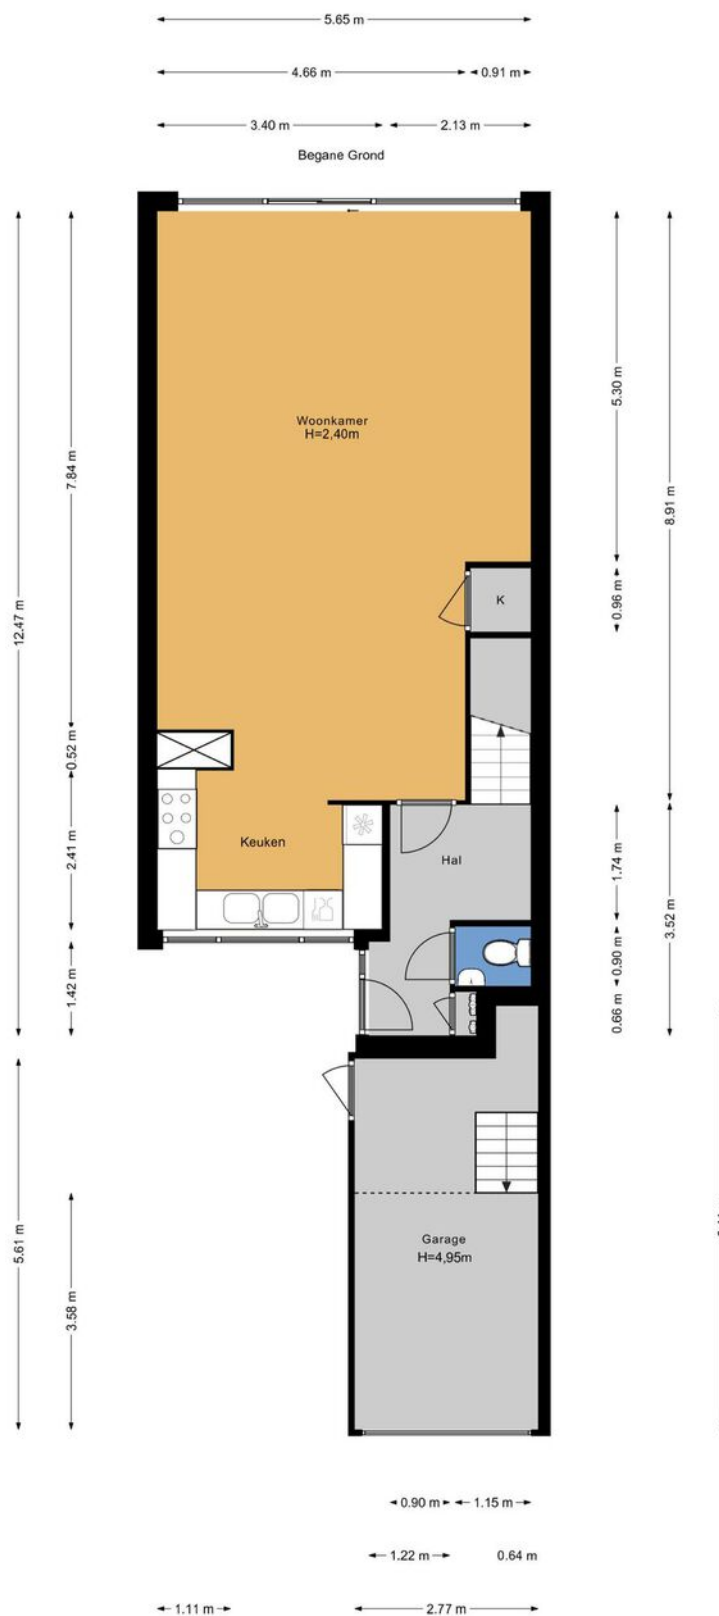 5.65 m
4.66 m
0.91 m
3.40 m
2.13 m
Begane Grond
12.47 m
7.84 m
0.52 m
2.41 m
1.42 m
5.30 m
0.96 m
8.91 m
1.74 m
0.90 m
0.66 m
3.52 m
Woonkamer
H=2,40m
K
Keuken
Hal
5.61 m
3.58 m
Garage
H=4,95m
0.90 m
1.15 m
1.22 m
0.64 m
1.11 m
2.77 m